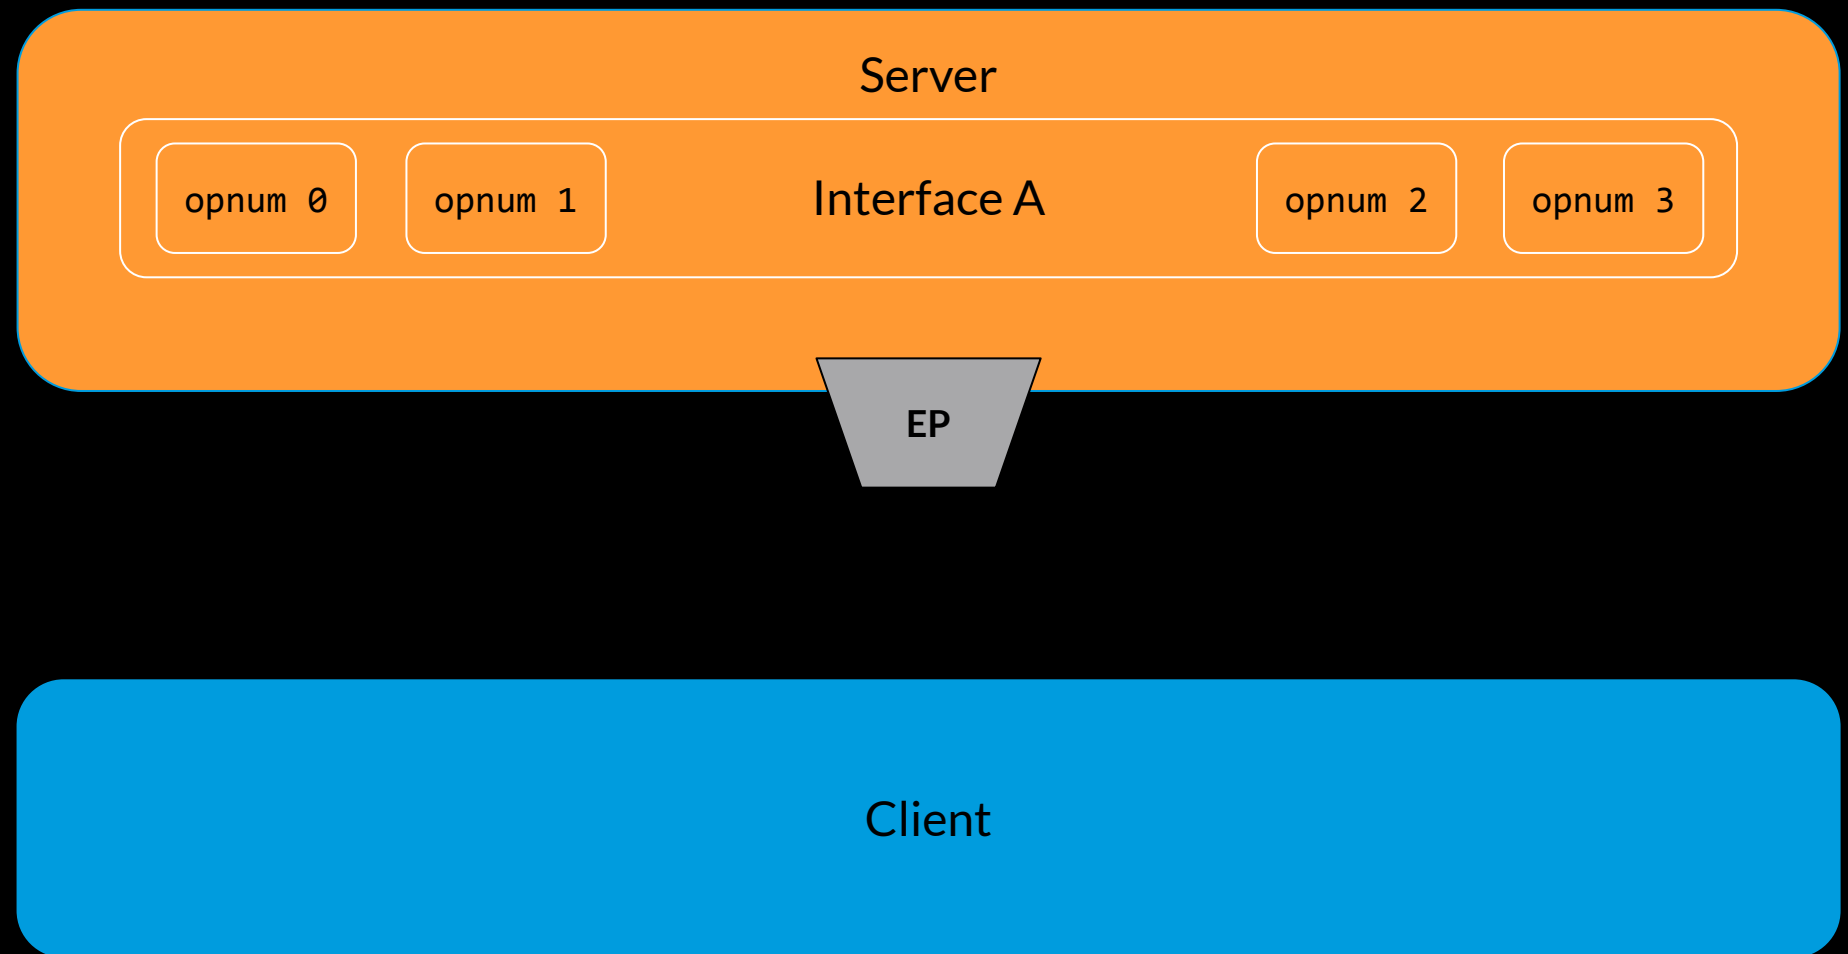 Server
opnum 0
opnum 1
Interface A
opnum 2
opnum 3
EP
Client